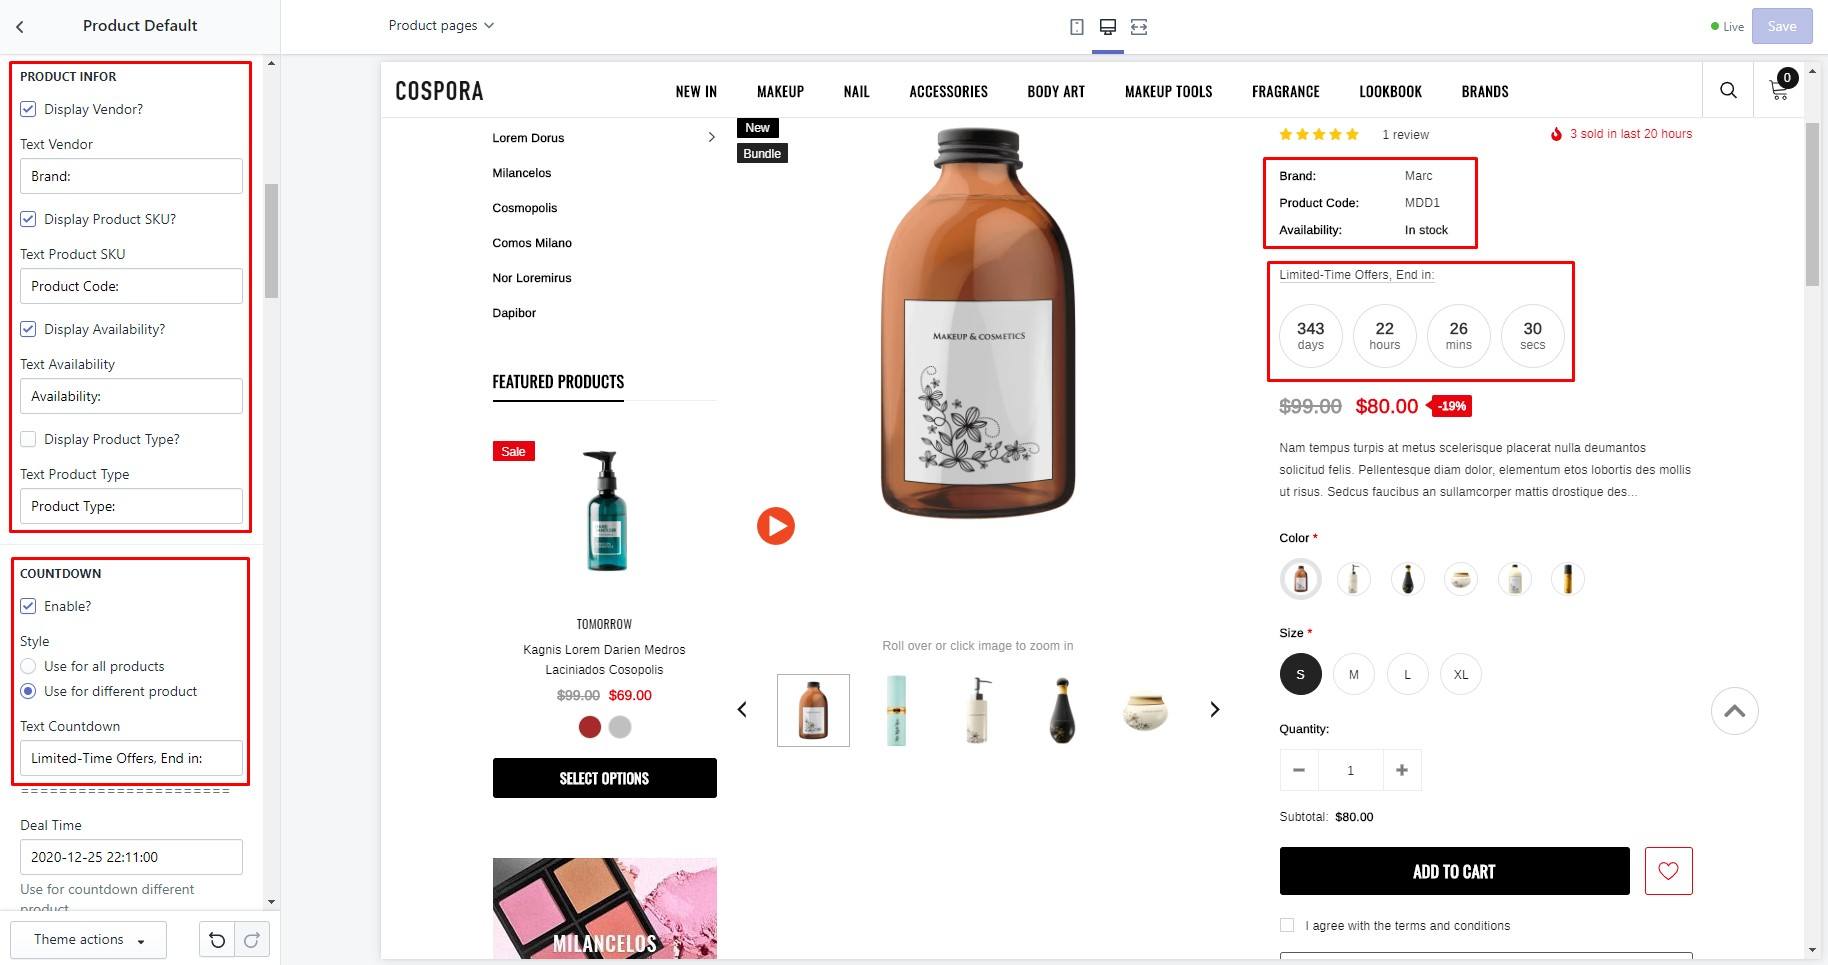 Product Default
PRODUCT INFOR
Display Vendor?
Text Vendor
Brand:
Display Product SKU?
Text Product SKU
Product Code:
Display Availability?
Text Availability
Availability:
Display Product Type?
Text Product Type
Product Type:
COUNTDOWN
Enable?
Style
Use for all products
Use for different product
Text Countdown
Limited-Time Offers, End in:
======================
Deal Time
2020-12-25 22:11:00
Use for countdown different
product
Theme actions
Product pages
Live
Save
COSPORA
NEW IN
MAKEUP
NAIL
ACCESSORIES
BODY ART
MAKEUP TOOLS
FRAGRANCE
LOOKBOOK
BRANDS
0
Lorem Dorus
Milancelos
Cosmopolis
Comos Milano
Nor Loremirus
Dapibor
FEATURED PRODUCTS
Sale
TOMORROW
Kagnis Lorem Darien Medros
Laciniados Cosopolis
$99.00 $69.00
SELECT OPTIONS
MILANCELOS
New
Bundle
MAKEUP & COSMETICS
Roll over or click image to zoom in
1 review
3 sold in last 20 hours
Brand: Marc
Product Code: MDD1
Availability: In stock
Limited-Time Offers, End in:
343 22 26 30
days hours mins secs
$99.00 $80.00 -19%
Nam tempus turpis at metus scelerisque placerat nulla deumantos
solicitud felis. Pellentesque diam dolor, elementum etos lobortis des mollis
ut risus. Sedcus faucibus an sullamcorper mattis drostique des...
Color *
Size *
S M L XL
Quantity:
1
Subtotal: $80.00
ADD TO CART
I agree with the terms and conditions